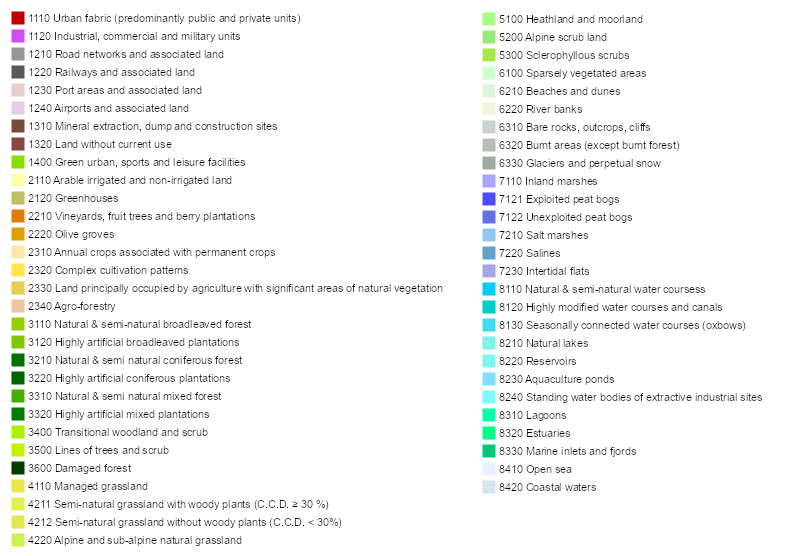 1110 Urban fabric (predominantly public and private units)
1120 Industrial, commercial and military units
1210 Road networks and associated land
1220 Railways and associated land
1230 Port areas and associated land
1240 Airports and associated land
1310 Mineral extraction, dump and construction sites
1320 Land without current use
1400 Green urban, sports and leisure facilities
2110 Arable irrigated and non-irrigated land
2120 Greenhouses
2210 Vineyards, fruit trees and berry plantations
2220 Olive groves
2310 Annual crops associated with permanent crops
2320 Complex cultivation patterns
2330 Land principally occupied by agriculture with significant areas of natural vegetation
2340 Agro-forestry
3110 Natural & semi-natural broadleaved forest
3120 Highly artificial broadleaved plantations
3210 Natural & semi natural coniferous forest
3220 Highly artificial coniferous plantations
3310 Natural & semi natural mixed forest
3320 Highly artificial mixed plantations
3400 Transitional woodland and scrub
3500 Lines of trees and scrub
3600 Damaged forest
4110 Managed grassland
4211 Semi-natural grassland with woody plants (C.C.D. ≥ 30 %)
4212 Semi-natural grassland without woody plants (C.C.D. < 30%)
4220 Alpine and sub-alpine natural grassland
5100 Heathland and moorland
5200 Alpine scrub land
5300 Sclerophyllous scrubs
6100 Sparsely vegetated areas
6210 Beaches and dunes
6220 River banks
6310 Bare rocks, outcrops, cliffs
6320 Burnt areas (except burnt forest)
6330 Glaciers and perpetual snow
7110 Inland marshes
7121 Exploited peat bogs
7122 Unexploited peat bogs
7210 Salt marshes
7220 Salines
7230 Intertidal flats
8110 Natural & semi-natural water coursess
8120 Highly modified water courses and canals
8130 Seasonally connected water courses (oxbows)
8210 Natural lakes
8220 Reservoirs
8230 Aquaculture ponds
8240 Standing water bodies of extractive industrial sites
8310 Lagoons
8320 Estuaries
8330 Marine inlets and fjords
8410 Open sea
8420 Coastal waters